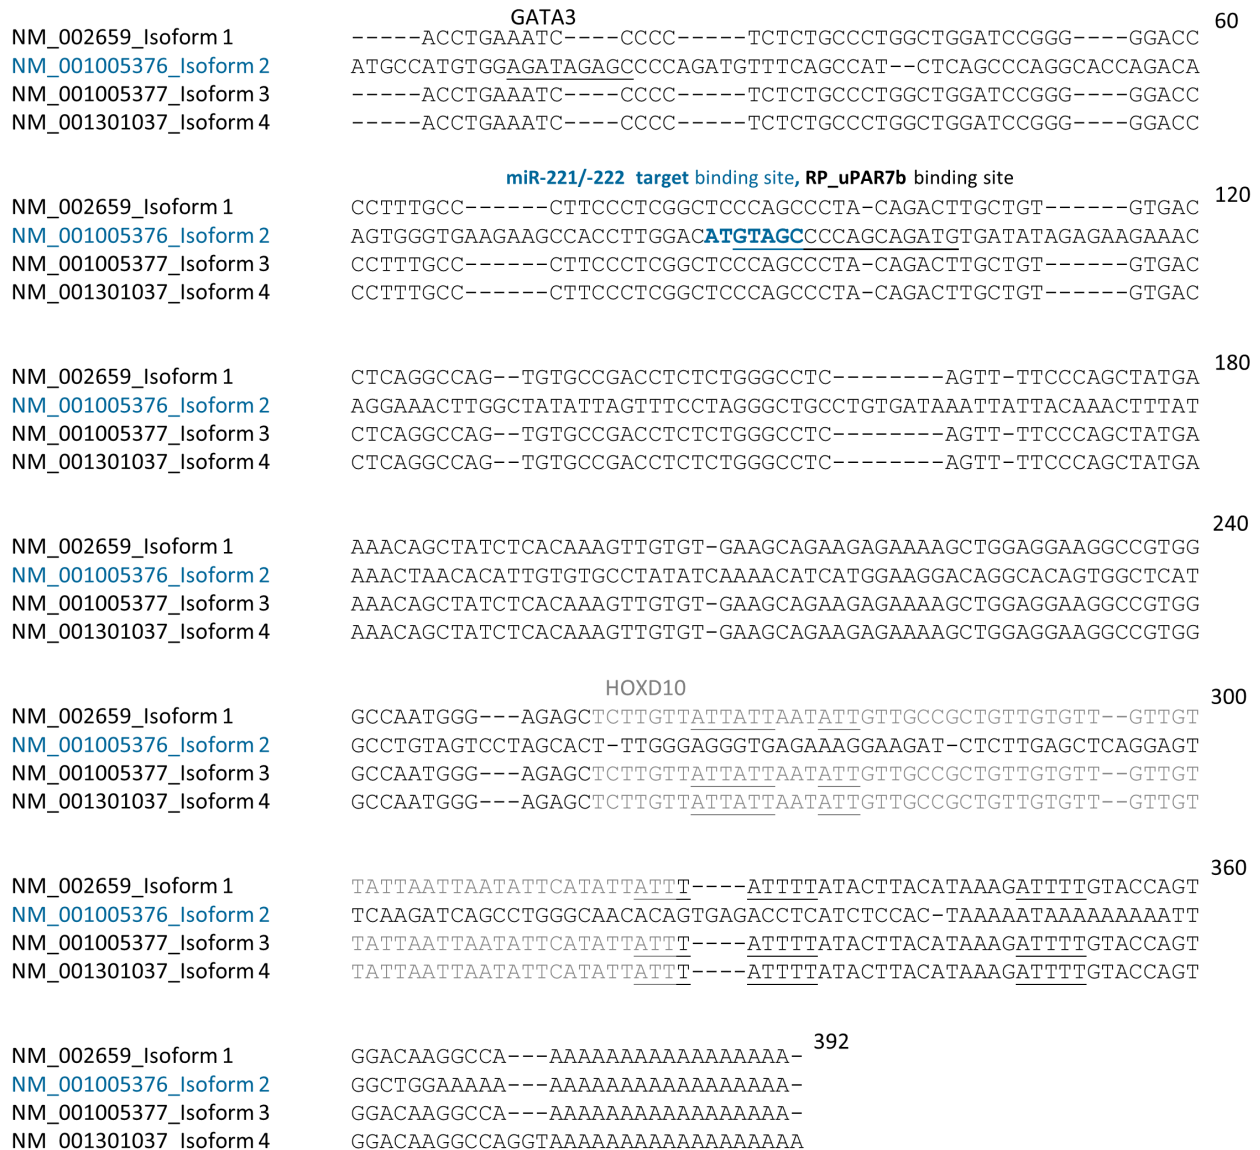 GATA3
60
NM_002659_Isoform 1 -----ACCTGAAATC----CCCC-----TCTCTGCCCTGGCTGGATCCGGG----GGACC
NM_001005376_Isoform 2 ATGCCATGTGGAGATAGAGCCCCCAGATGTTTCAGCCAT--CTCAGCCCAGGCACCAGACA
NM_001005377_Isoform 3 -----ACCTGAAATC----CCCC-----TCTCTGCCCTGGCTGGATCCGGG----GGACC
NM_001301037_Isoform 4 -----ACCTGAAATC----CCCC-----TCTCTGCCCTGGCTGGATCCGGG----GGACC
miR-221/-222 target binding site, RP_uPAR7b binding site
120
NM_002659_Isoform 1 CCTTTGCC------CTTCCCTCGGCTCCCAGCCCTA-CAGACTTGCTGT------GTGAC
NM_001005376_Isoform 2 AGTGGGTGAAGAAGCCACCTTGGACATGTAGCCCCAGCAGATGTGATATAGAGAAGAAAC
NM_001005377_Isoform 3 CCTTTGCC------CTTCCCTCGGCTCCCAGCCCTA-CAGACTTGCTGT------GTGAC
NM_001301037_Isoform 4 CCTTTGCC------CTTCCCTCGGCTCCCAGCCCTA-CAGACTTGCTGT------GTGAC
180
NM_002659_Isoform 1 CTCAGGCCAG--TGTGCCGACCTCTCTGGGCCTC--------AGTT-TTCCCAGCTATGA
NM_001005376_Isoform 2 AGGAAACTTGGCTATATTAGTTTCCTAGGGCTGCCTGTGATAAATTATTACAAACTTTAT
NM_001005377_Isoform 3 CTCAGGCCAG--TGTGCCGACCTCTCTGGGCCTC--------AGTT-TTCCCAGCTATGA
NM_001301037_Isoform 4 CTCAGGCCAG--TGTGCCGACCTCTCTGGGCCTC--------AGTT-TTCCCAGCTATGA
240
NM_002659_Isoform 1 AAACAGCTATCTCACAAAGTTGTGT-GAAGCAGAAGAGAAAAGCTGGAGGAAGGCCGTGG
NM_001005376_Isoform 2 AAACTAACACATTGTGTGCCTATATCAAAACATCATGGAAGGACAGGCACAGTGGCTCAT
NM_001005377_Isoform 3 AAACAGCTATCTCACAAAGTTGTGT-GAAGCAGAAGAGAAAAGCTGGAGGAAGGCCGTGG
NM_001301037_Isoform 4 AAACAGCTATCTCACAAAGTTGTGT-GAAGCAGAAGAGAAAAGCTGGAGGAAGGCCGTGG
HOXD10
300
NM_002659_Isoform 1 GCCAATGGG---AGAGCTCTTGTTATTATTAATATTGTTGCCGCTGTTGTGTT--GTTGT
NM_001005376_Isoform 2 GCCTGTAGTCCTAGCACT-TTGGGAGGGTGAGAAAGGAAGAT-CTCTTGAGCTCAGGAGT
NM_001005377_Isoform 3 GCCAATGGG---AGAGCTCTTGTTATTATTAATATTGTTGCCGCTGTTGTGTT--GTTGT
NM_001301037_Isoform 4 GCCAATGGG---AGAGCTCTTGTTATTATTAATATTGTTGCCGCTGTTGTGTT--GTTGT
360
NM_002659_Isoform 1 TATTAATTAATATTCATATTATTT----ATTTTATACTTACATAAAGATTTTGTACCAGT
NM_001005376_Isoform 2 TCAAGATCAGCCTGGGCAACACAGTGAGACCTCATCTCCAC-TAAAAATAAAAAAAAATT
NM_001005377_Isoform 3 TATTAATTAATATTCATATTATTT----ATTTTATACTTACATAAAGATTTTGTACCAGT
NM_001301037_Isoform 4 TATTAATTAATATTCATATTATTT----ATTTTATACTTACATAAAGATTTTGTACCAGT
392
NM_002659_Isoform 1 GGACAAGGCCA---AAAAAAAAAAAAAAAAA-
NM_001005376_Isoform 2 GGCTGGAAAAA---AAAAAAAAAAAAAAAAA-
NM_001005377_Isoform 3 GGACAAGGCCA---AAAAAAAAAAAAAAAAA-
NM_001301037 Isoform 4 GGACAAGGCCAGGTAAAAAAAAAAAAAAAAAA